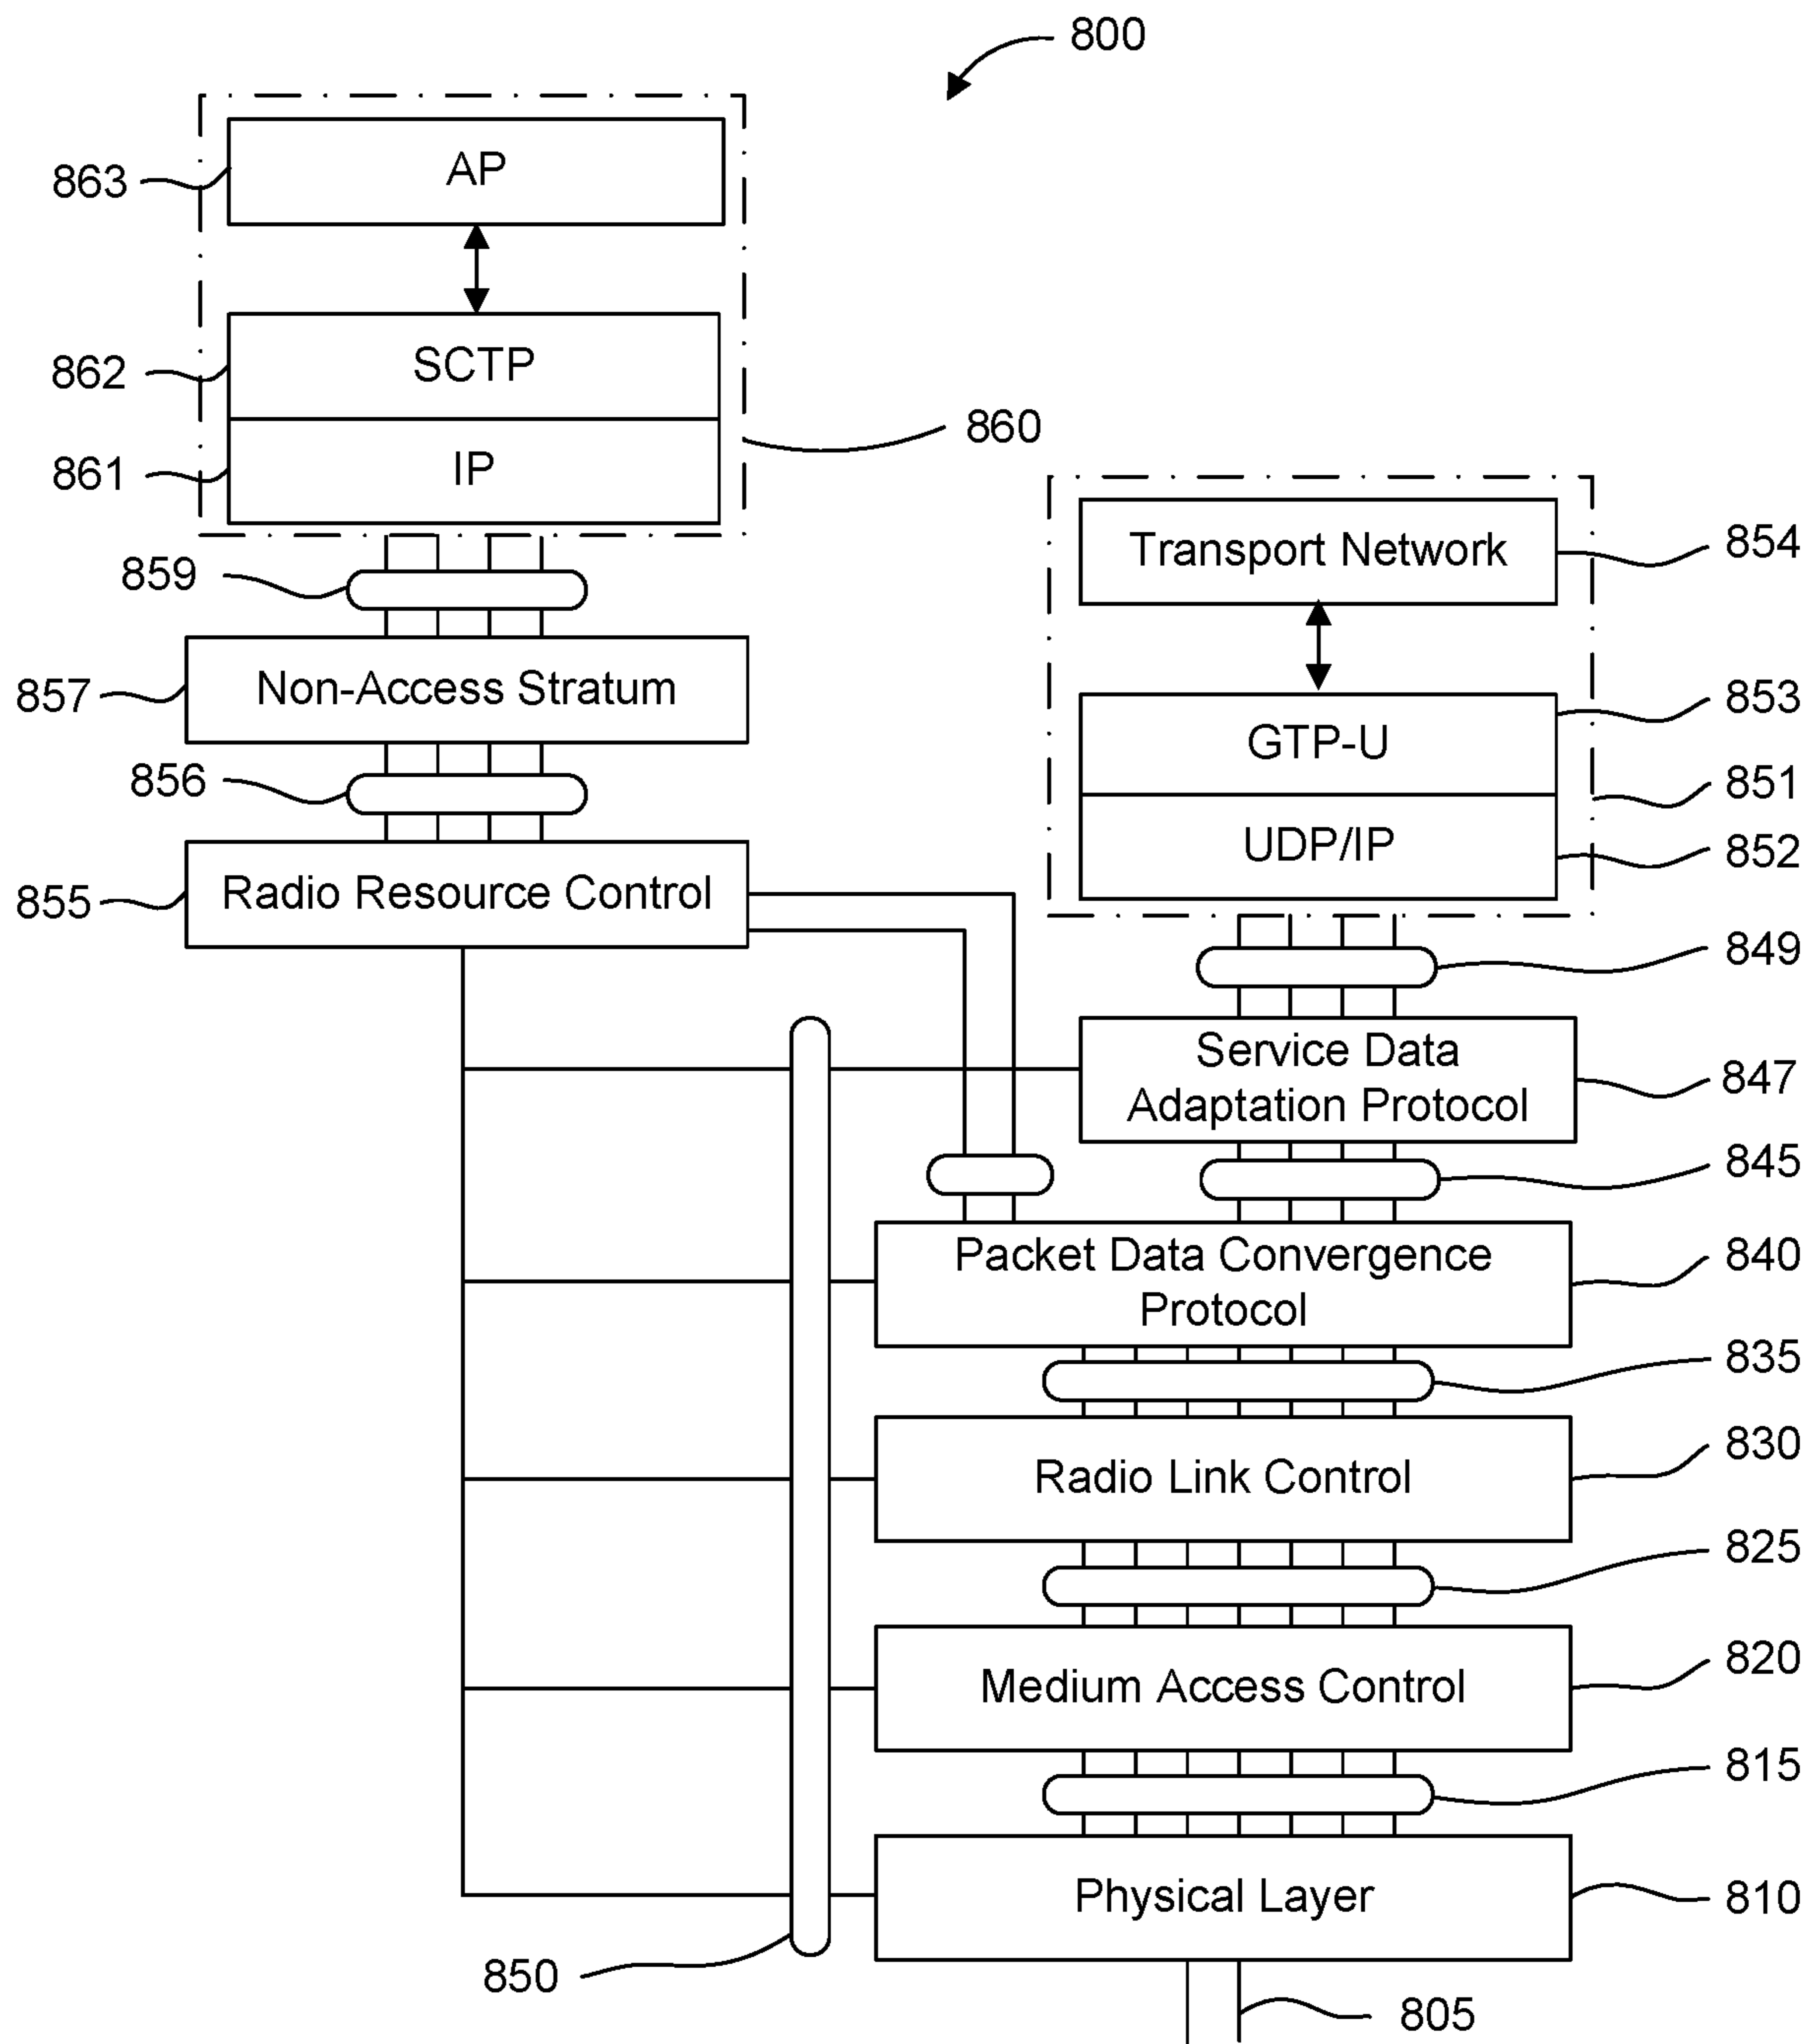 800
AP
863
SCTP
862
860
IP
861
Transport Network
854
859
Non-Access Stratum
857
853
GTP-U
856
851
UDP/IP
852
Radio Resource Control
855
849
Service Data
Adaptation Protocol
847
845
Packet Data Convergence
Protocol
840
835
Radio Link Control
830
825
Medium Access Control
820
815
Physical Layer
810
850
805